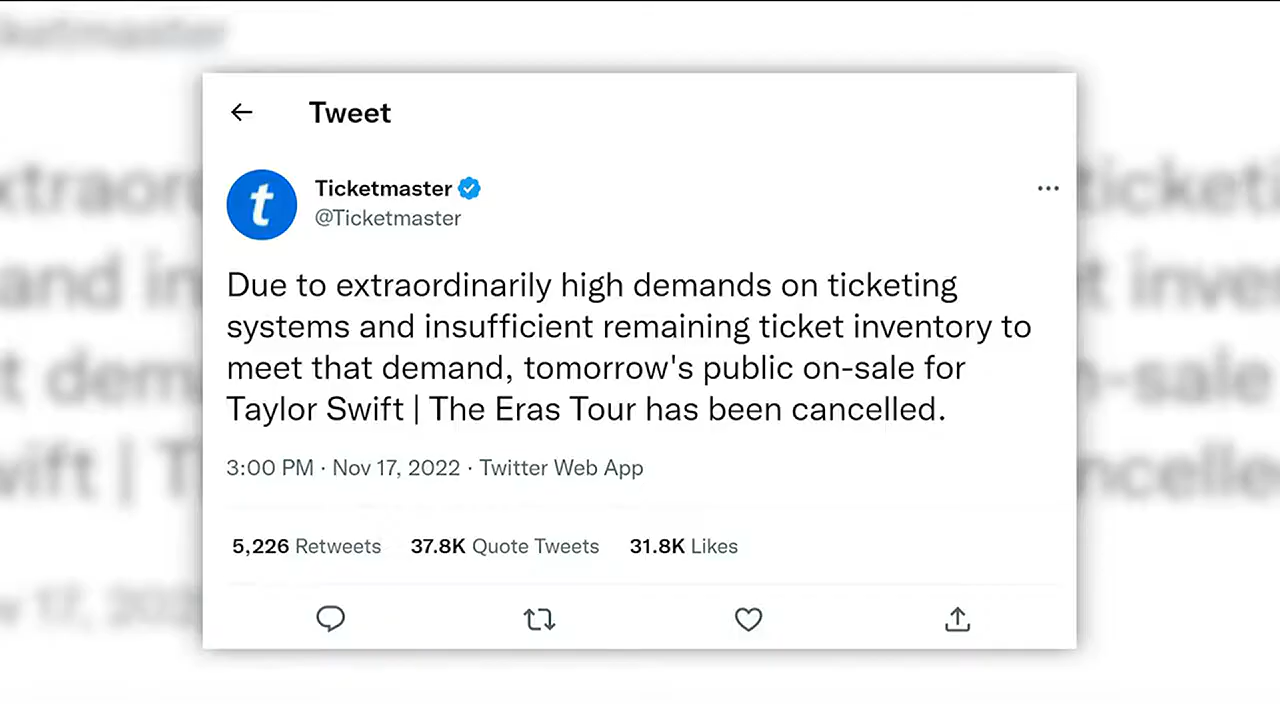 Tweet
t
Ticketmaster
@Ticketmaster
Due to extraordinarily high demands on ticketing
systems and insufficient remaining ticket inventory to
meet that demand, tomorrow's public on-sale for
Taylor Swift | The Eras Tour has been cancelled.
3:00 PM · Nov 17, 2022 · Twitter Web App
5,226 Retweets 37.8K Quote Tweets 31.8K Likes